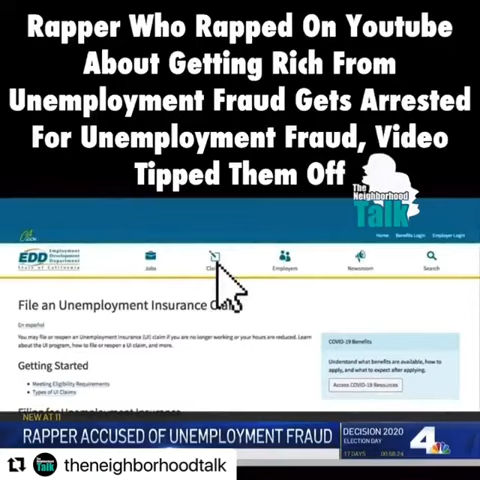 Rapper Who Rapped On Youtube
About Getting Rich From
Unemployment Fraud Gets Arrested
For Unemployment Fraud, Video
Tipped Them Off
The
Neighborhood
Talk
Home Benefits Login Employer Login
EDD Employment
Development
Department
State of California
Jobs
Employers
Newsroom
Search
File an Unemployment Insurance
En español
You may file or reopen an Unemployment Insurance (UI) claim if you are no longer working or your hours are reduced. Learn
about the UI program, how to file or reopen a UI claim, and more.
Getting Started
Meeting Eligibility Requirements
Types of UI Claims
COVID-19 Benefits
Understand what benefits are available, how to
apply, and what to expect after applying.
Access COVID-19 Resources
NEW AT 11
RAPPER ACCUSED OF UNEMPLOYMENT FRAUD
DECISION 2020
ELECTION DAY
17 DAYS 00:58:24
4
theneighborhoodtalk